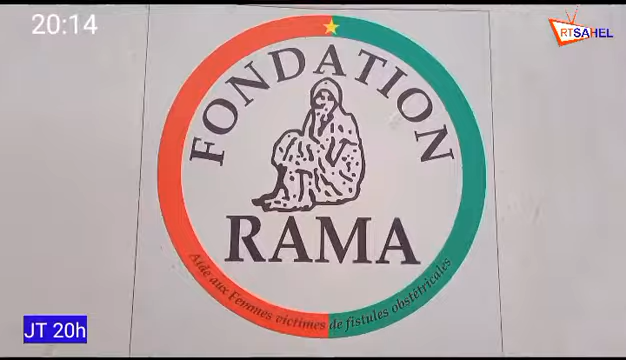 20:14
RTSAHEL
FONDATION
RAMA
Aide aux Femmes victimes de fistules obstétricales
JT 20h